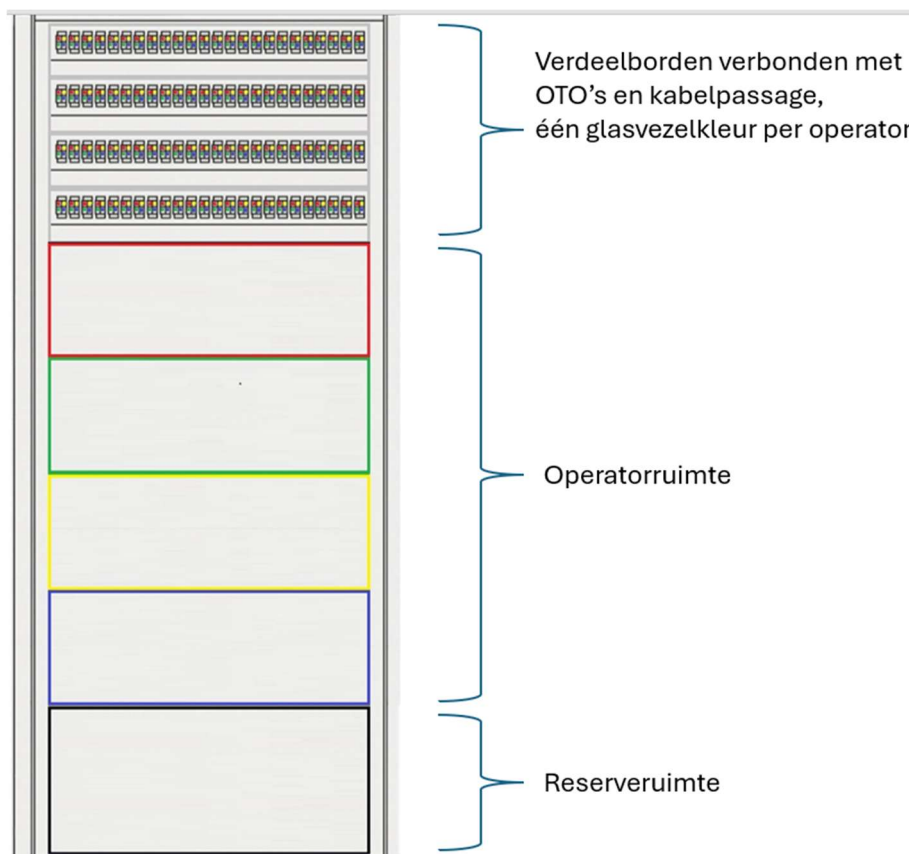 Verdeelborden verbonden met
OTO’s en kabelpassage,
één glasvezelkleur per operator
Operatorruimte
Reserveruimte